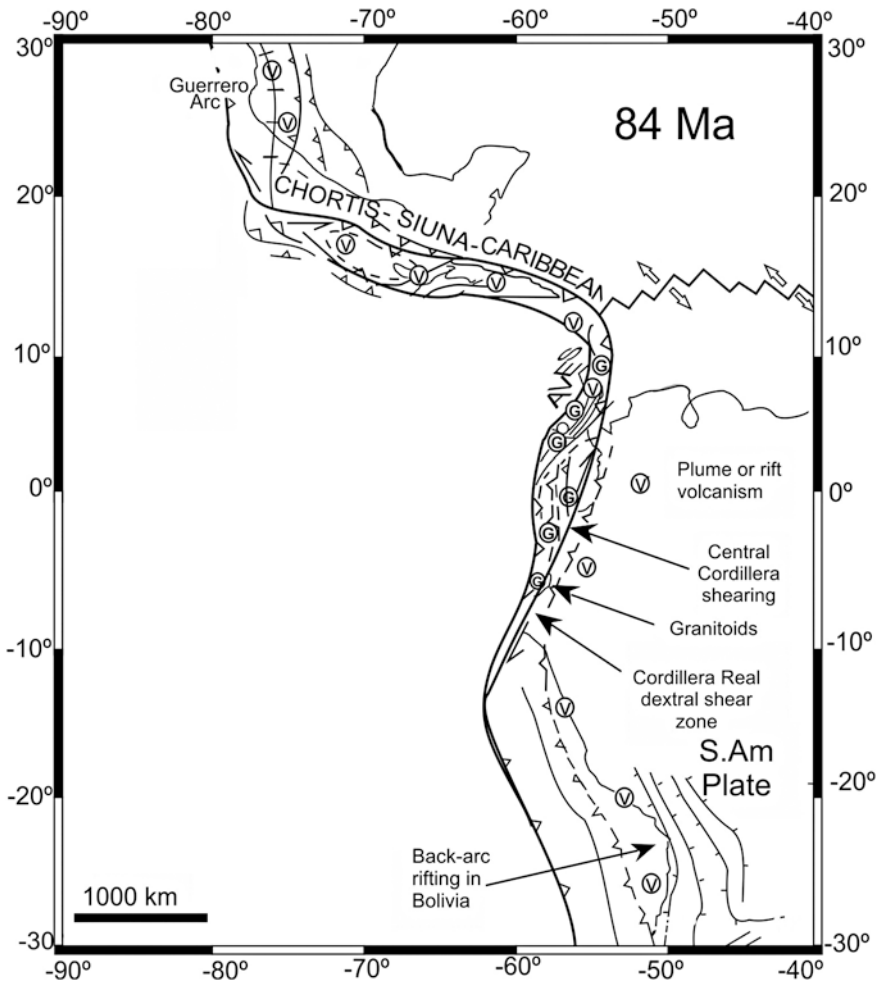 -90º -80º -70º -60º -50º -40º
30º 30º
Guerrero
Arc
V
V
84 Ma
20º 20º
CHORTIS-SIUNA-CARIBBEAN
V
V
V
V
10º 10º
AME
G
V
G
G
0º 0º
V
Plume or rift
volcanism
G
G
Central
Cordillera
shearing
V
G
Granitoids
-10º -10º
Cordillera Real
dextral shear
zone
V
S.Am
Plate
-20º -20º
V
Back-arc
rifting in
Bolivia
V
1000 km
-30 -30º
-90º -80º -70º -60º -50º -40º